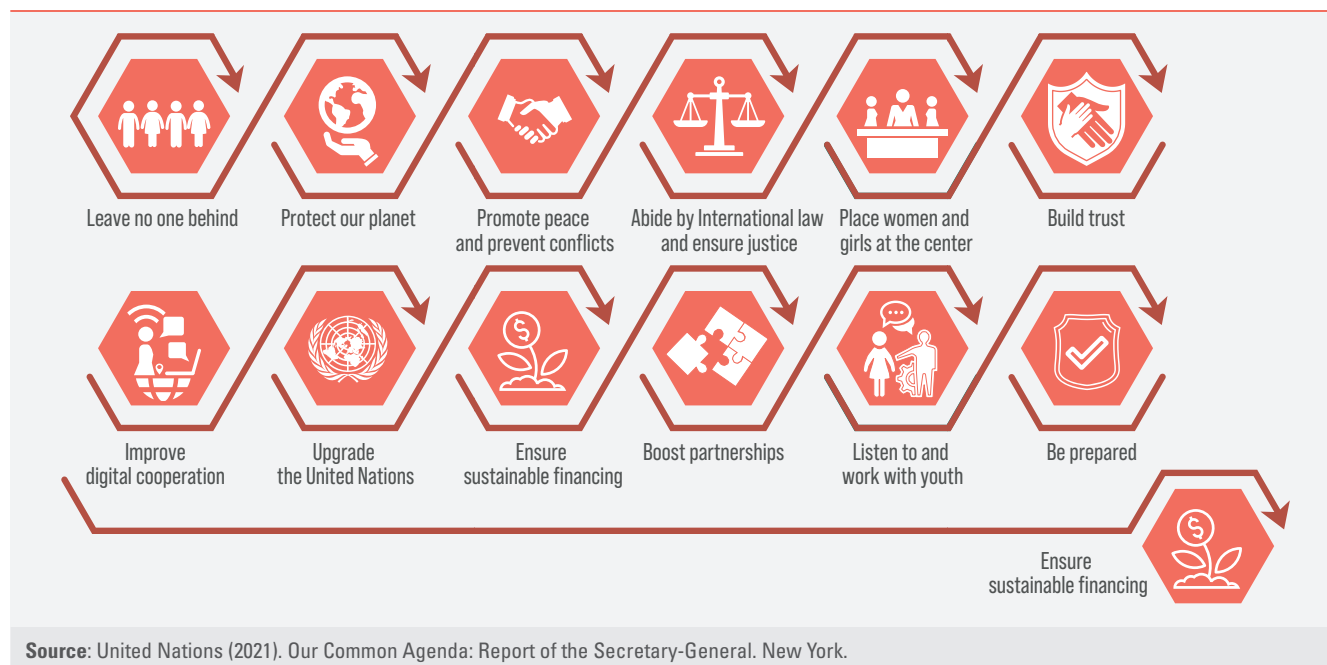 Leave no one behind
Protect our planet
Promote peace
and prevent conflicts
Abide by International law
and ensure justice
Place women and
girls at the center
Build trust
Improve
digital cooperation
Upgrade
the United Nations
$
Ensure
sustainable financing
Boost partnerships
Listen to and
work with youth
Be prepared
$
Ensure
sustainable financing
Source: United Nations (2021). Our Common Agenda: Report of the Secretary-General. New York.